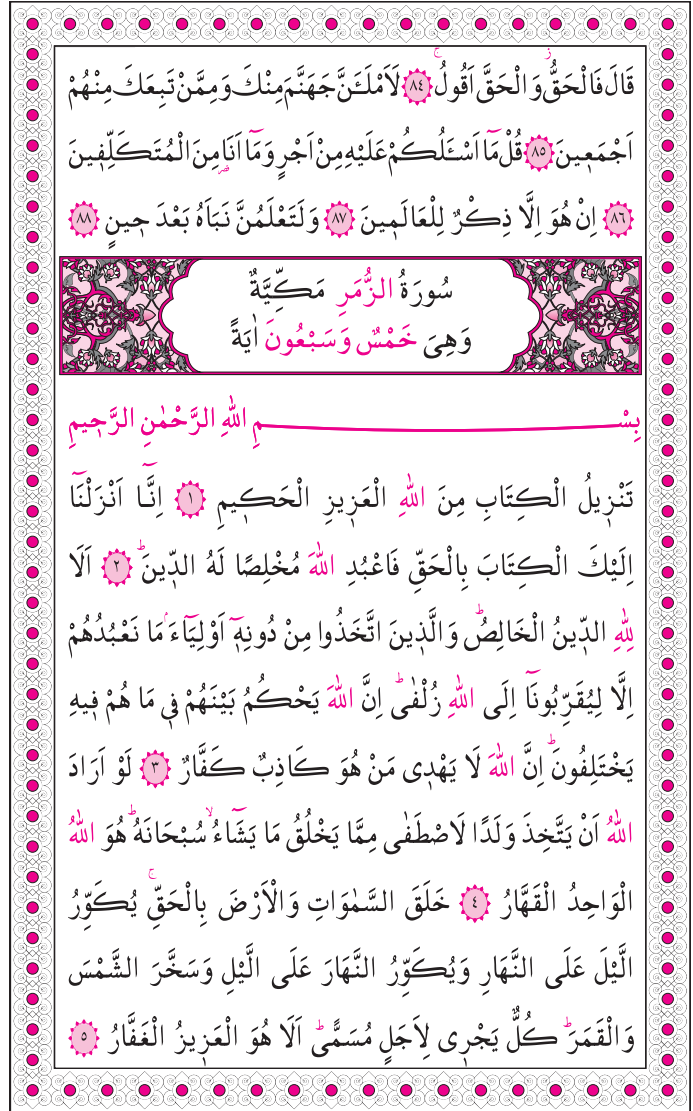 قَالَ فَالْحَقُّۘ وَالْحَقَّ اَقُولُۚ ﴿٨٤﴾ لَاَمْلَـَٔنَّ جَهَنَّمَ مِنْكَ وَمِمَّنْ تَبِعَكَ مِنْهُمْ
اَجْمَعٖينَ ﴿٨٥﴾ قُلْ مَٓا اَسْـَٔلُكُمْ عَلَيْهِ مِنْ اَجْرٍ وَمَٓا اَنَا۬ مِنَ الْمُتَكَلِّفٖينَ
﴿٨٦﴾ اِنْ هُوَ اِلَّا ذِكْرٌ لِلْعَالَمٖينَ ﴿٨٧﴾ وَلَتَعْلَمُنَّ نَبَاَهُ بَعْدَ حٖينٍ ﴿٨٨﴾
سُورَةُ الزُّمَرِ مَكِّيَّةٌ
وَهِىَ خَمْسٌ وَسَبْعُونَ اٰيَةً
بِسْمِ اللّٰهِ الرَّحْمٰنِ الرَّحٖيمِ
تَنْزٖيلُ الْكِتَابِ مِنَ اللّٰهِ الْعَزٖيزِ الْحَكٖيمِ ﴿١﴾ اِنَّٓا اَنْزَلْنَٓا
اِلَيْكَ الْكِتَابَ بِالْحَقِّ فَاعْبُدِ اللّٰهَ مُخْلِصًا لَهُ الدّٖينَؕ ﴿٢﴾ اَلَا
لِلّٰهِ الدّٖينُ الْخَالِصُؕ وَالَّذٖينَ اتَّخَذُوا مِنْ دُونِهٖٓ اَوْلِيَٓاءَۢ مَا نَعْبُدُهُمْ
اِلَّا لِيُقَرِّبُونَٓا اِلَى اللّٰهِ زُلْفٰىؕ اِنَّ اللّٰهَ يَحْكُمُ بَيْنَهُمْ فٖى مَا هُمْ فٖيهِ
يَخْتَلِفُونَؕ اِنَّ اللّٰهَ لَا يَهْدٖى مَنْ هُوَ كَاذِبٌ كَفَّارٌ ﴿٣﴾ لَوْ اَرَادَ
اللّٰهُ اَنْ يَتَّخِذَ وَلَدًا لَاصْطَفٰى مِمَّا يَخْلُقُ مَا يَشَٓاءُۙ سُبْحَانَهُؕ هُوَ اللّٰهُ
الْوَاحِدُ الْقَهَّارُ ﴿٤﴾ خَلَقَ السَّمٰوَاتِ وَالْاَرْضَ بِالْحَقِّۚ يُكَوِّرُ
الَّيْلَ عَلَى النَّهَارِ وَيُكَوِّرُ النَّهَارَ عَلَى الَّيْلِ وَسَخَّرَ الشَّمْسَ
وَالْقَمَرَؕ كُلٌّ يَجْرٖى لِاَجَلٍ مُسَمًّىؕ اَلَا هُوَ الْعَزٖيزُ الْغَفَّارُ ﴿٥﴾